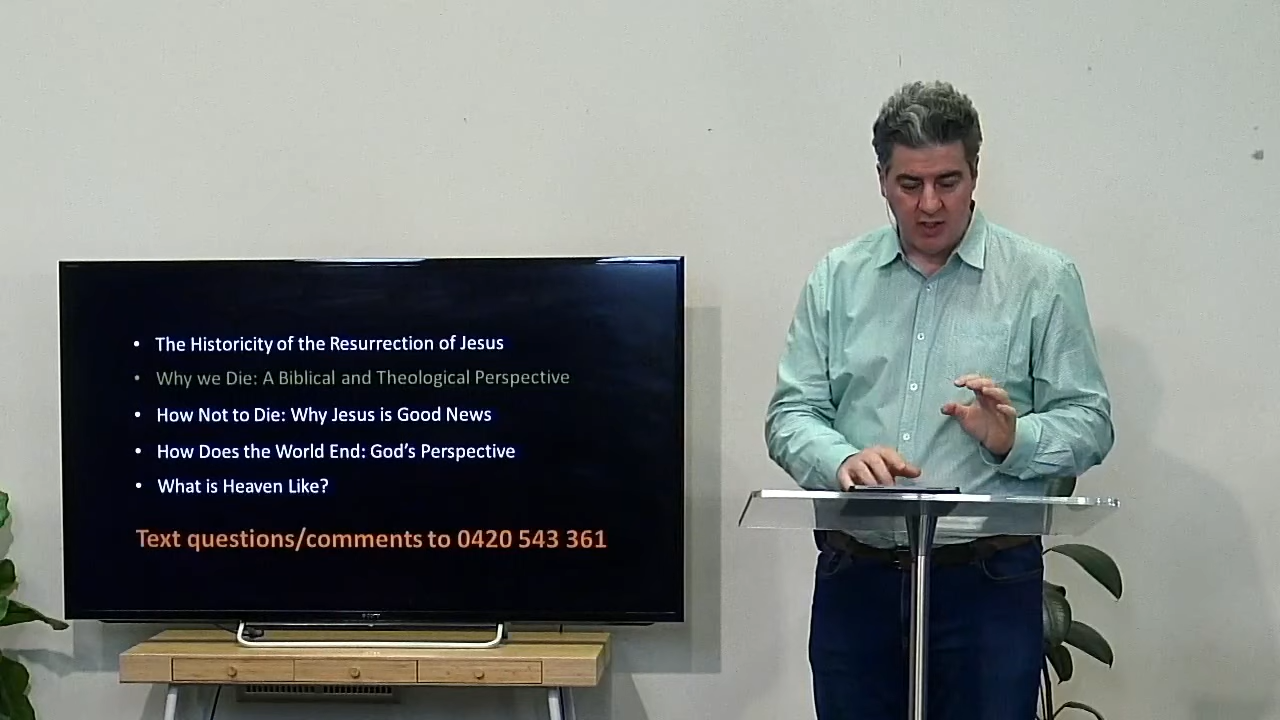 • The Historicity of the Resurrection of Jesus
• Why we Die: A Biblical and Theological Perspective
• How Not to Die: Why Jesus is Good News
• How Does the World End: God's Perspective
• What is Heaven Like?
Text questions/comments to 0420 543 361
SONY